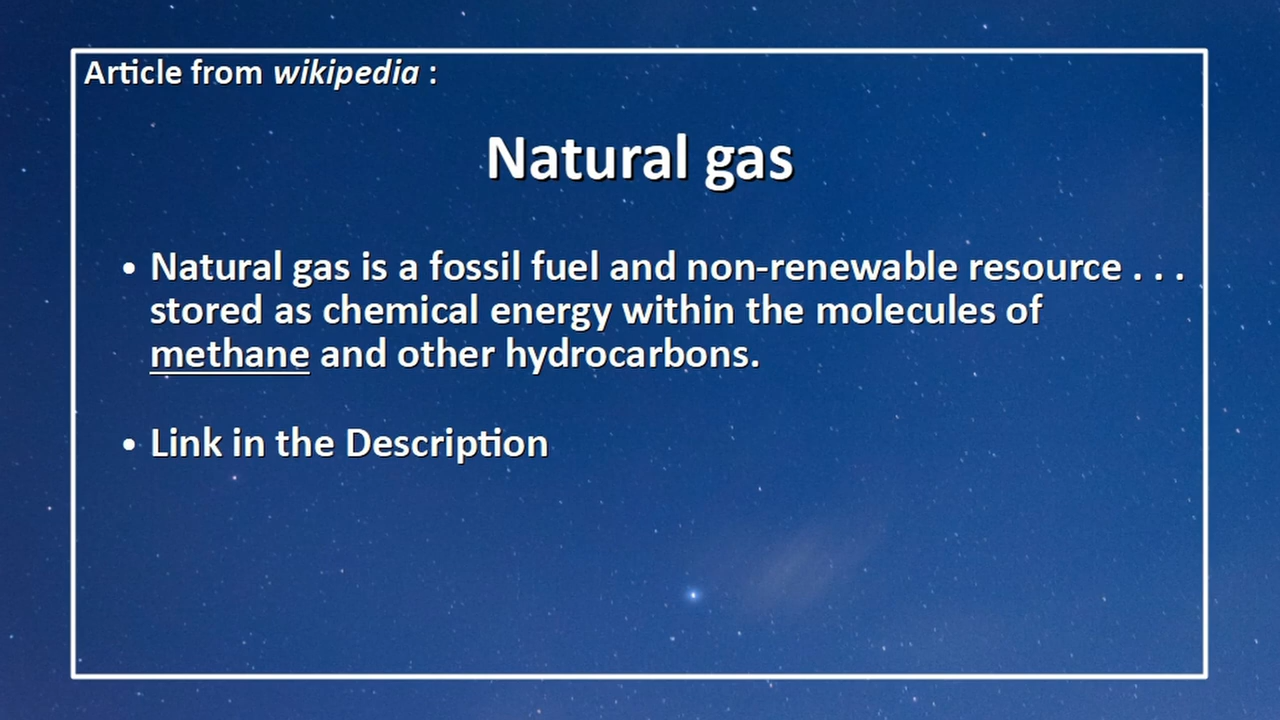 Article from wikipedia :
Natural gas
• Natural gas is a fossil fuel and non-renewable resource . . .
stored as chemical energy within the molecules of
methane and other hydrocarbons.
• Link in the Description